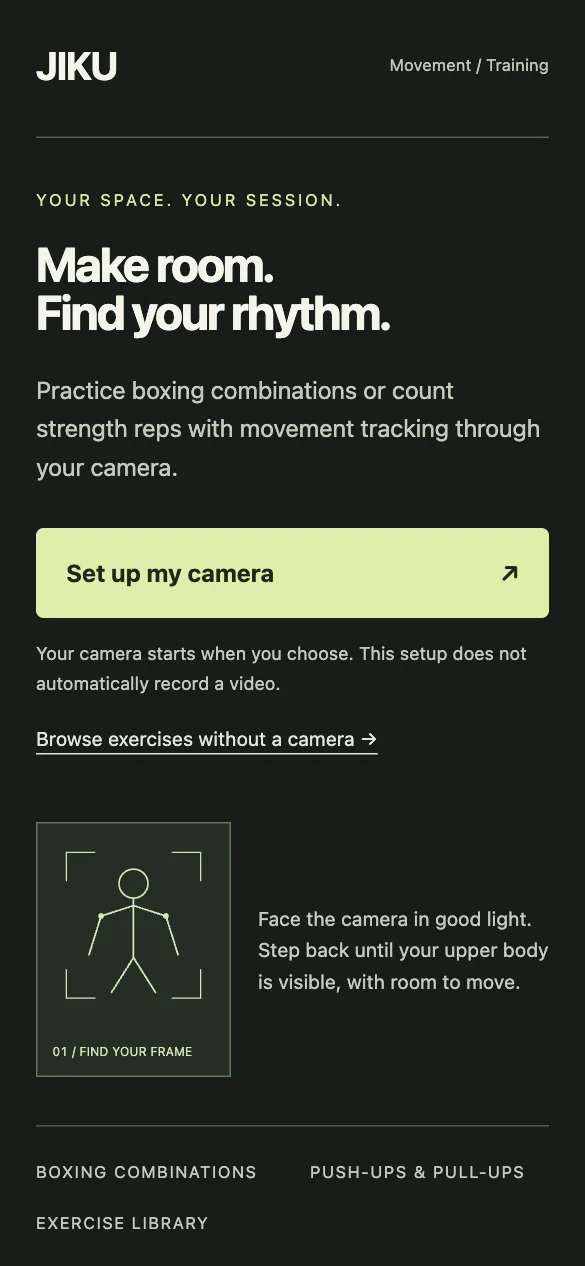 JIKU
Movement / Training
YOUR SPACE. YOUR SESSION.
Make room.
Find your rhythm.
Practice boxing combinations or count
strength reps with movement tracking through
your camera.
Set up my camera ↗
Your camera starts when you choose. This setup does not
automatically record a video.
Browse exercises without a camera →
01 / FIND YOUR FRAME
Face the camera in good light.
Step back until your upper body
is visible, with room to move.
BOXING COMBINATIONS
PUSH-UPS & PULL-UPS
EXERCISE LIBRARY